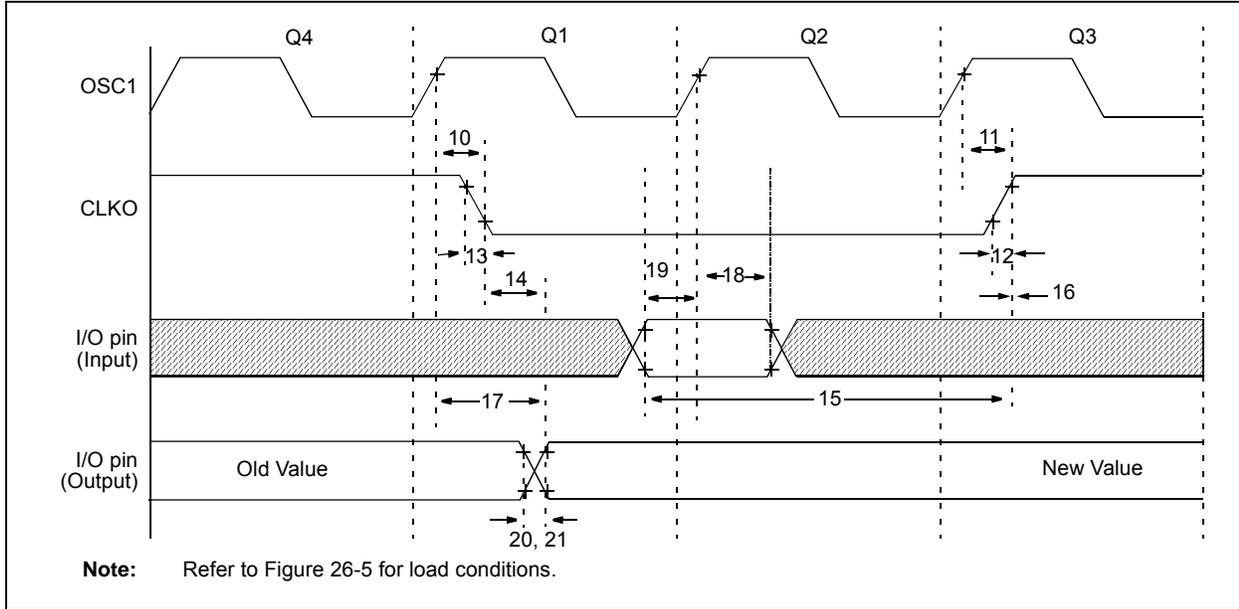 Q4 Q1 Q2 Q3
OSC1
10 11
CLKO
13 12
14 19 18 16
I/O pin
(Input)
17 15
I/O pin
(Output)
Old Value New Value
20, 21
Note: Refer to Figure 26-5 for load conditions.